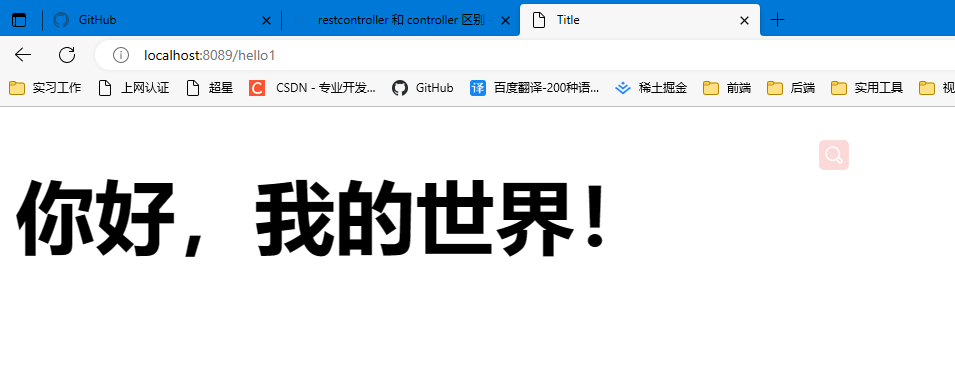 GitHub
restcontroller 和 controller 区别
Title
localhost:8089/hello1
实习工作 上网认证 超星 CSDN - 专业开发... GitHub 百度翻译-200种语... 稀土掘金 前端 后端 实用工具 视
你好，我的世界！